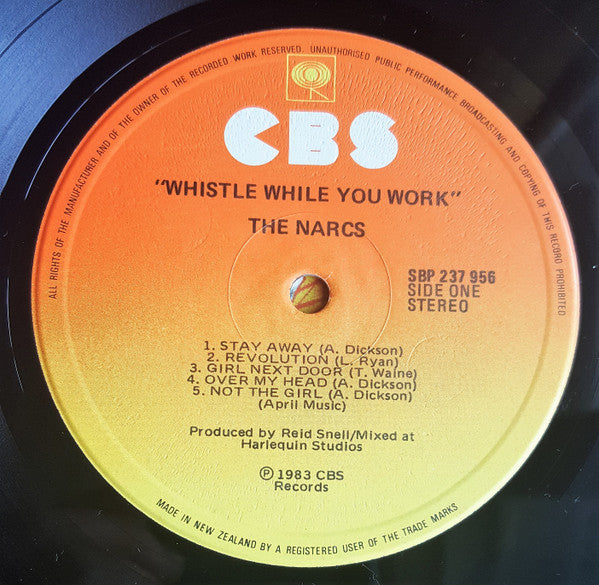 ALL RIGHTS OF THE MANUFACTURER AND OF THE OWNER OF THE RECORDED WORK RESERVED. UNAUTHORISED PUBLIC PERFORMANCE, BROADCASTING AND COPYING OF THIS RECORD PROHIBITED
CBS
"WHISTLE WHILE YOU WORK"
THE NARCS
SBP 237 956
SIDE ONE
STEREO
1. STAY AWAY (A. Dickson)
2. REVOLUTION (L. Ryan)
3. GIRL NEXT DOOR (T. Waine)
4. OVER MY HEAD (A. Dickson)
5. NOT THE GIRL (A. Dickson)
(April Music)
Produced by Reid Snell/Mixed at
Harlequin Studios
℗ 1983 CBS
Records
MADE IN NEW ZEALAND BY A REGISTERED USER OF THE TRADE MARKS